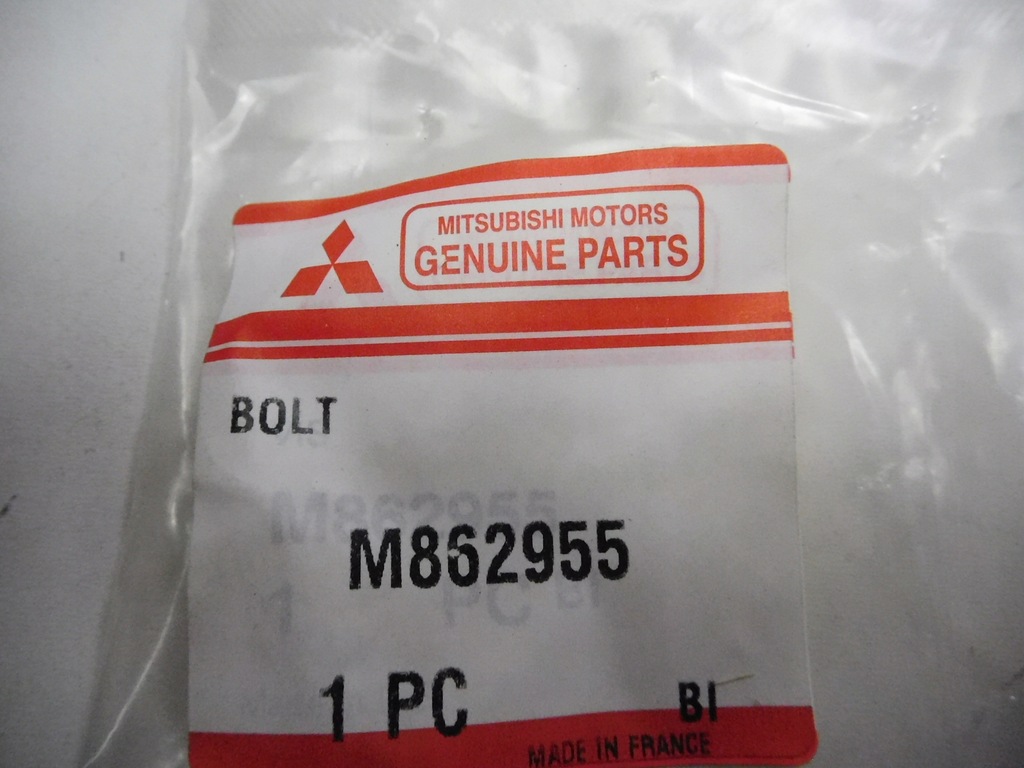 MITSUBISHI MOTORS
GENUINE PARTS
BOLT
M862955
1 PC BI
MADE IN FRANCE